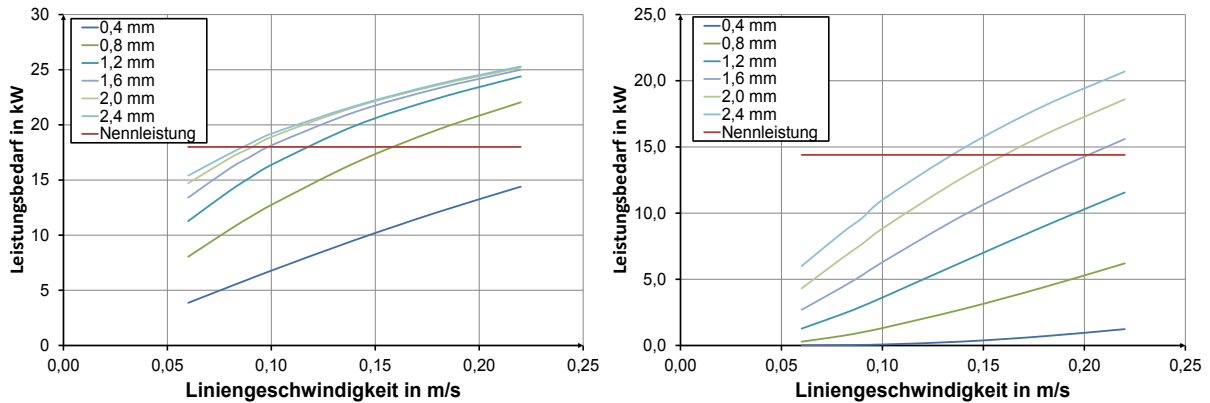 Leistungsbedarf in kW
30
25
20
15
10
5
0
0,4 mm
0,8 mm
1,2 mm
1,6 mm
2,0 mm
2,4 mm
Nennleistung
0,00
0,05
0,10
0,15
0,20
0,25
Liniengeschwindigkeit in m/s
Leistungsbedarf in kW
25,0
20,0
15,0
10,0
5,0
0,0
0,4 mm
0,8 mm
1,2 mm
1,6 mm
2,0 mm
2,4 mm
Nennleistung
0,00
0,05
0,10
0,15
0,20
0,25
Liniengeschwindigkeit in m/s